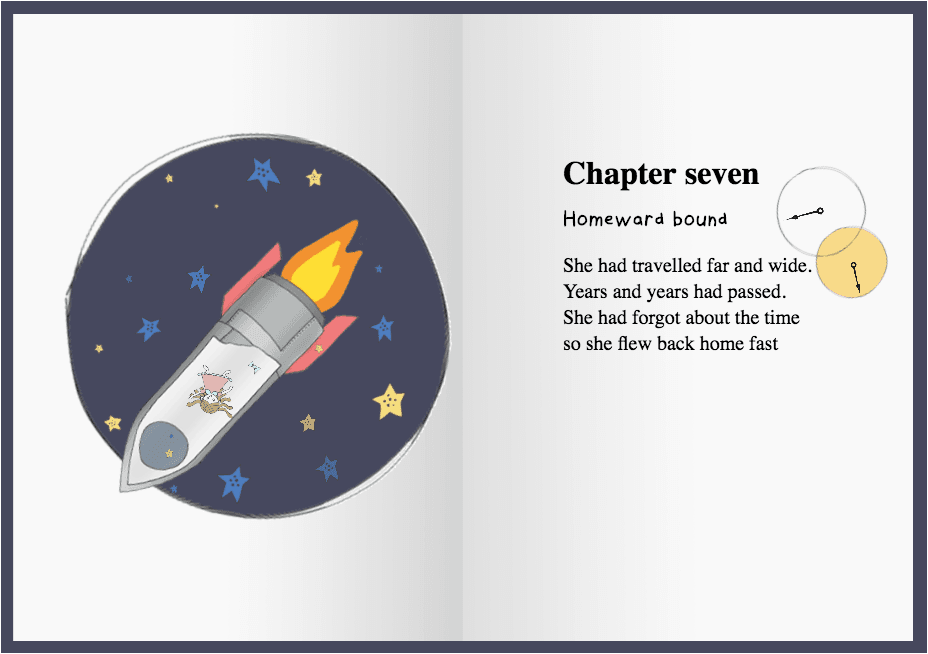 Chapter seven
Homeward bound
She had travelled far and wide.
Years and years had passed.
She had forgot about the time
so she flew back home fast